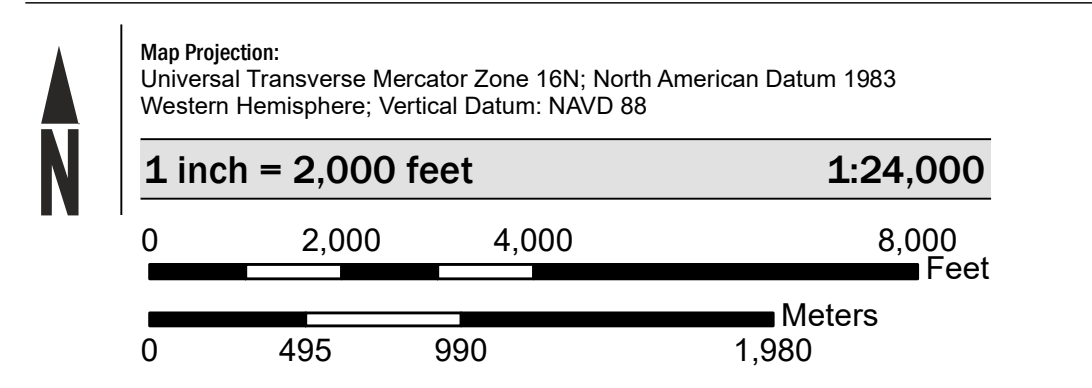 N
Map Projection:
Universal Transverse Mercator Zone 16N; North American Datum 1983
Western Hemisphere; Vertical Datum: NAVD 88
1 inch = 2,000 feet 1:24,000
0 2,000 4,000 8,000
Feet
Meters
0 495 990 1,980